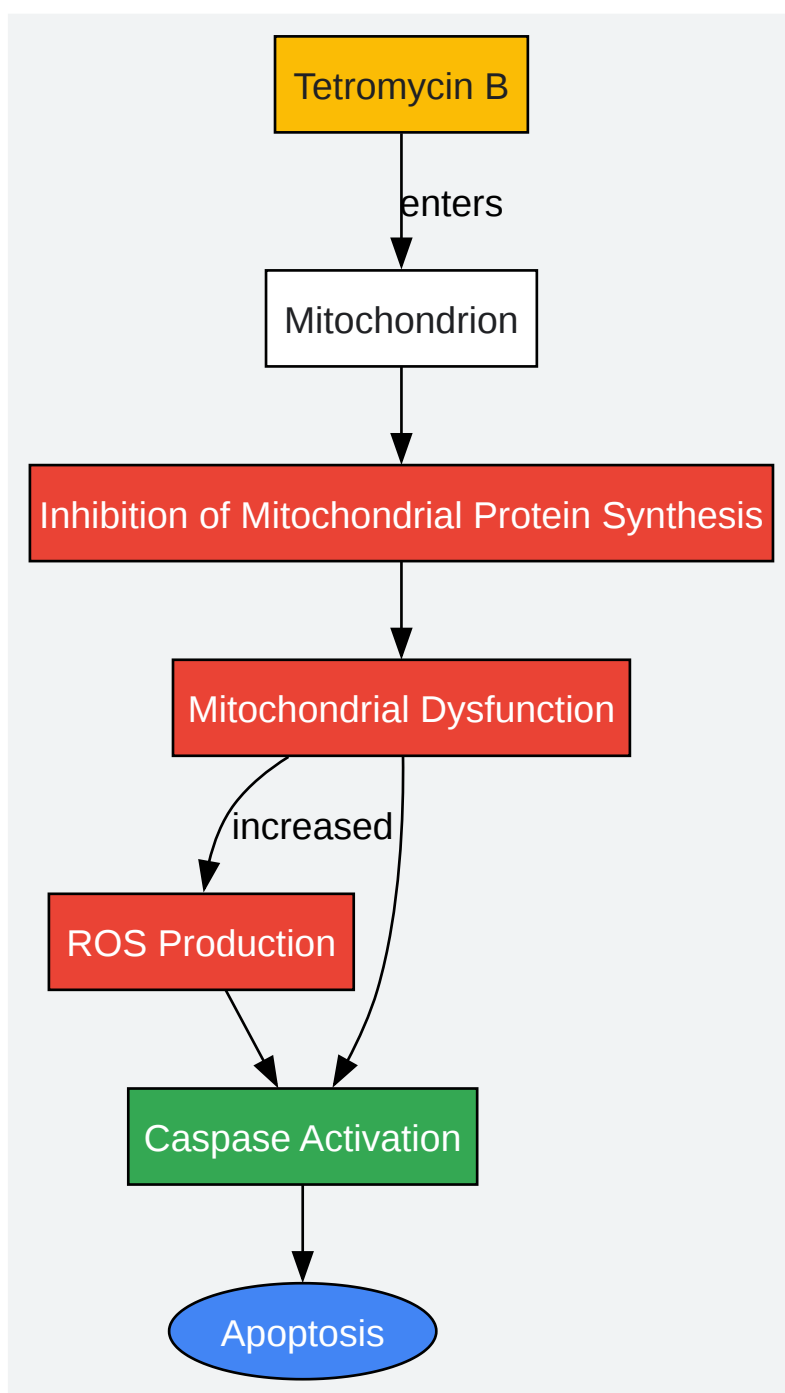 Tetromycin B
enters
Mitochondrion
Inhibition of Mitochondrial Protein Synthesis
Mitochondrial Dysfunction
increased
ROS Production
Caspase Activation
Apoptosis